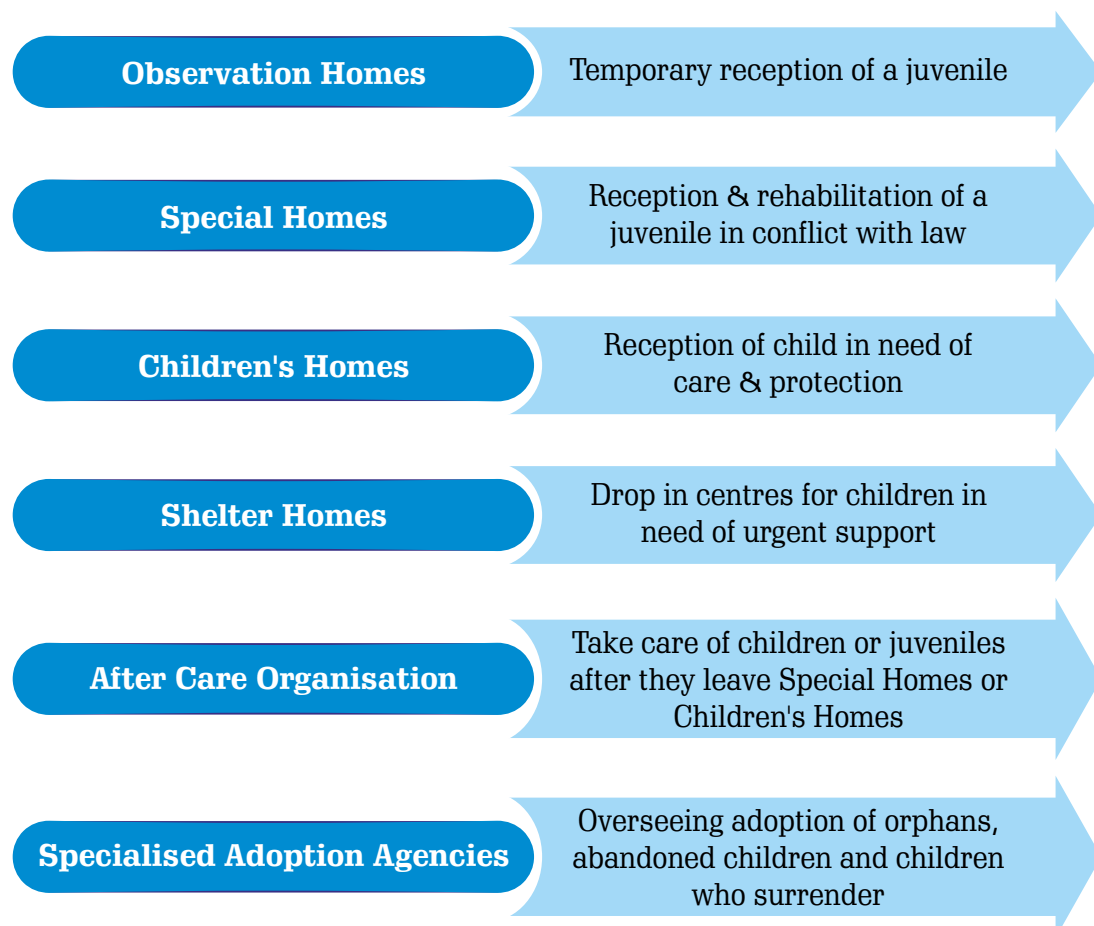 Observation Homes
Temporary reception of a juvenile
Special Homes
Reception & rehabilitation of a
juvenile in conflict with law
Children's Homes
Reception of child in need of
care & protection
Shelter Homes
Drop in centres for children in
need of urgent support
After Care Organisation
Take care of children or juveniles
after they leave Special Homes or
Children's Homes
Specialised Adoption Agencies
Overseeing adoption of orphans,
abandoned children and children
who surrender